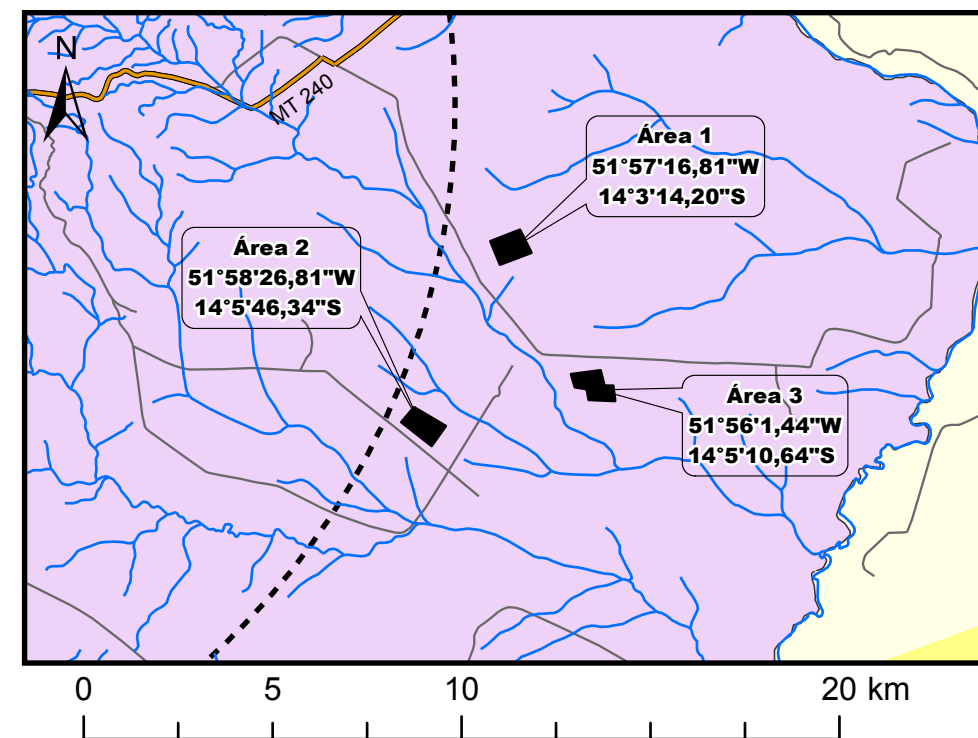 N
MT 240
Área 1
51°57'16,81"W
14°3'14,20"S
Área 2
51°58'26,81"W
14°5'46,34"S
Área 3
51°56'1,44"W
14°5'10,64"S
0 5 10 20 km